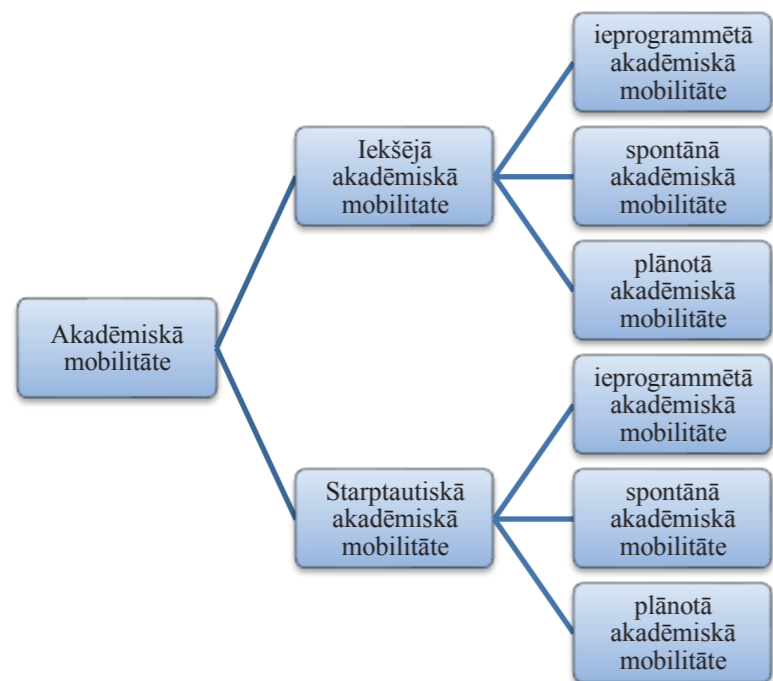 Akadēmiskā
mobilitāte
Iekšējā
akadēmiskā
mobilitate
ieprogrammētā
akadēmiskā
mobilitāte
spontānā
akadēmiskā
mobilitāte
plānotā
akadēmiskā
mobilitāte
Starptautiskā
akadēmiskā
mobilitāte
ieprogrammētā
akadēmiskā
mobilitāte
spontānā
akadēmiskā
mobilitāte
plānotā
akadēmiskā
mobilitāte